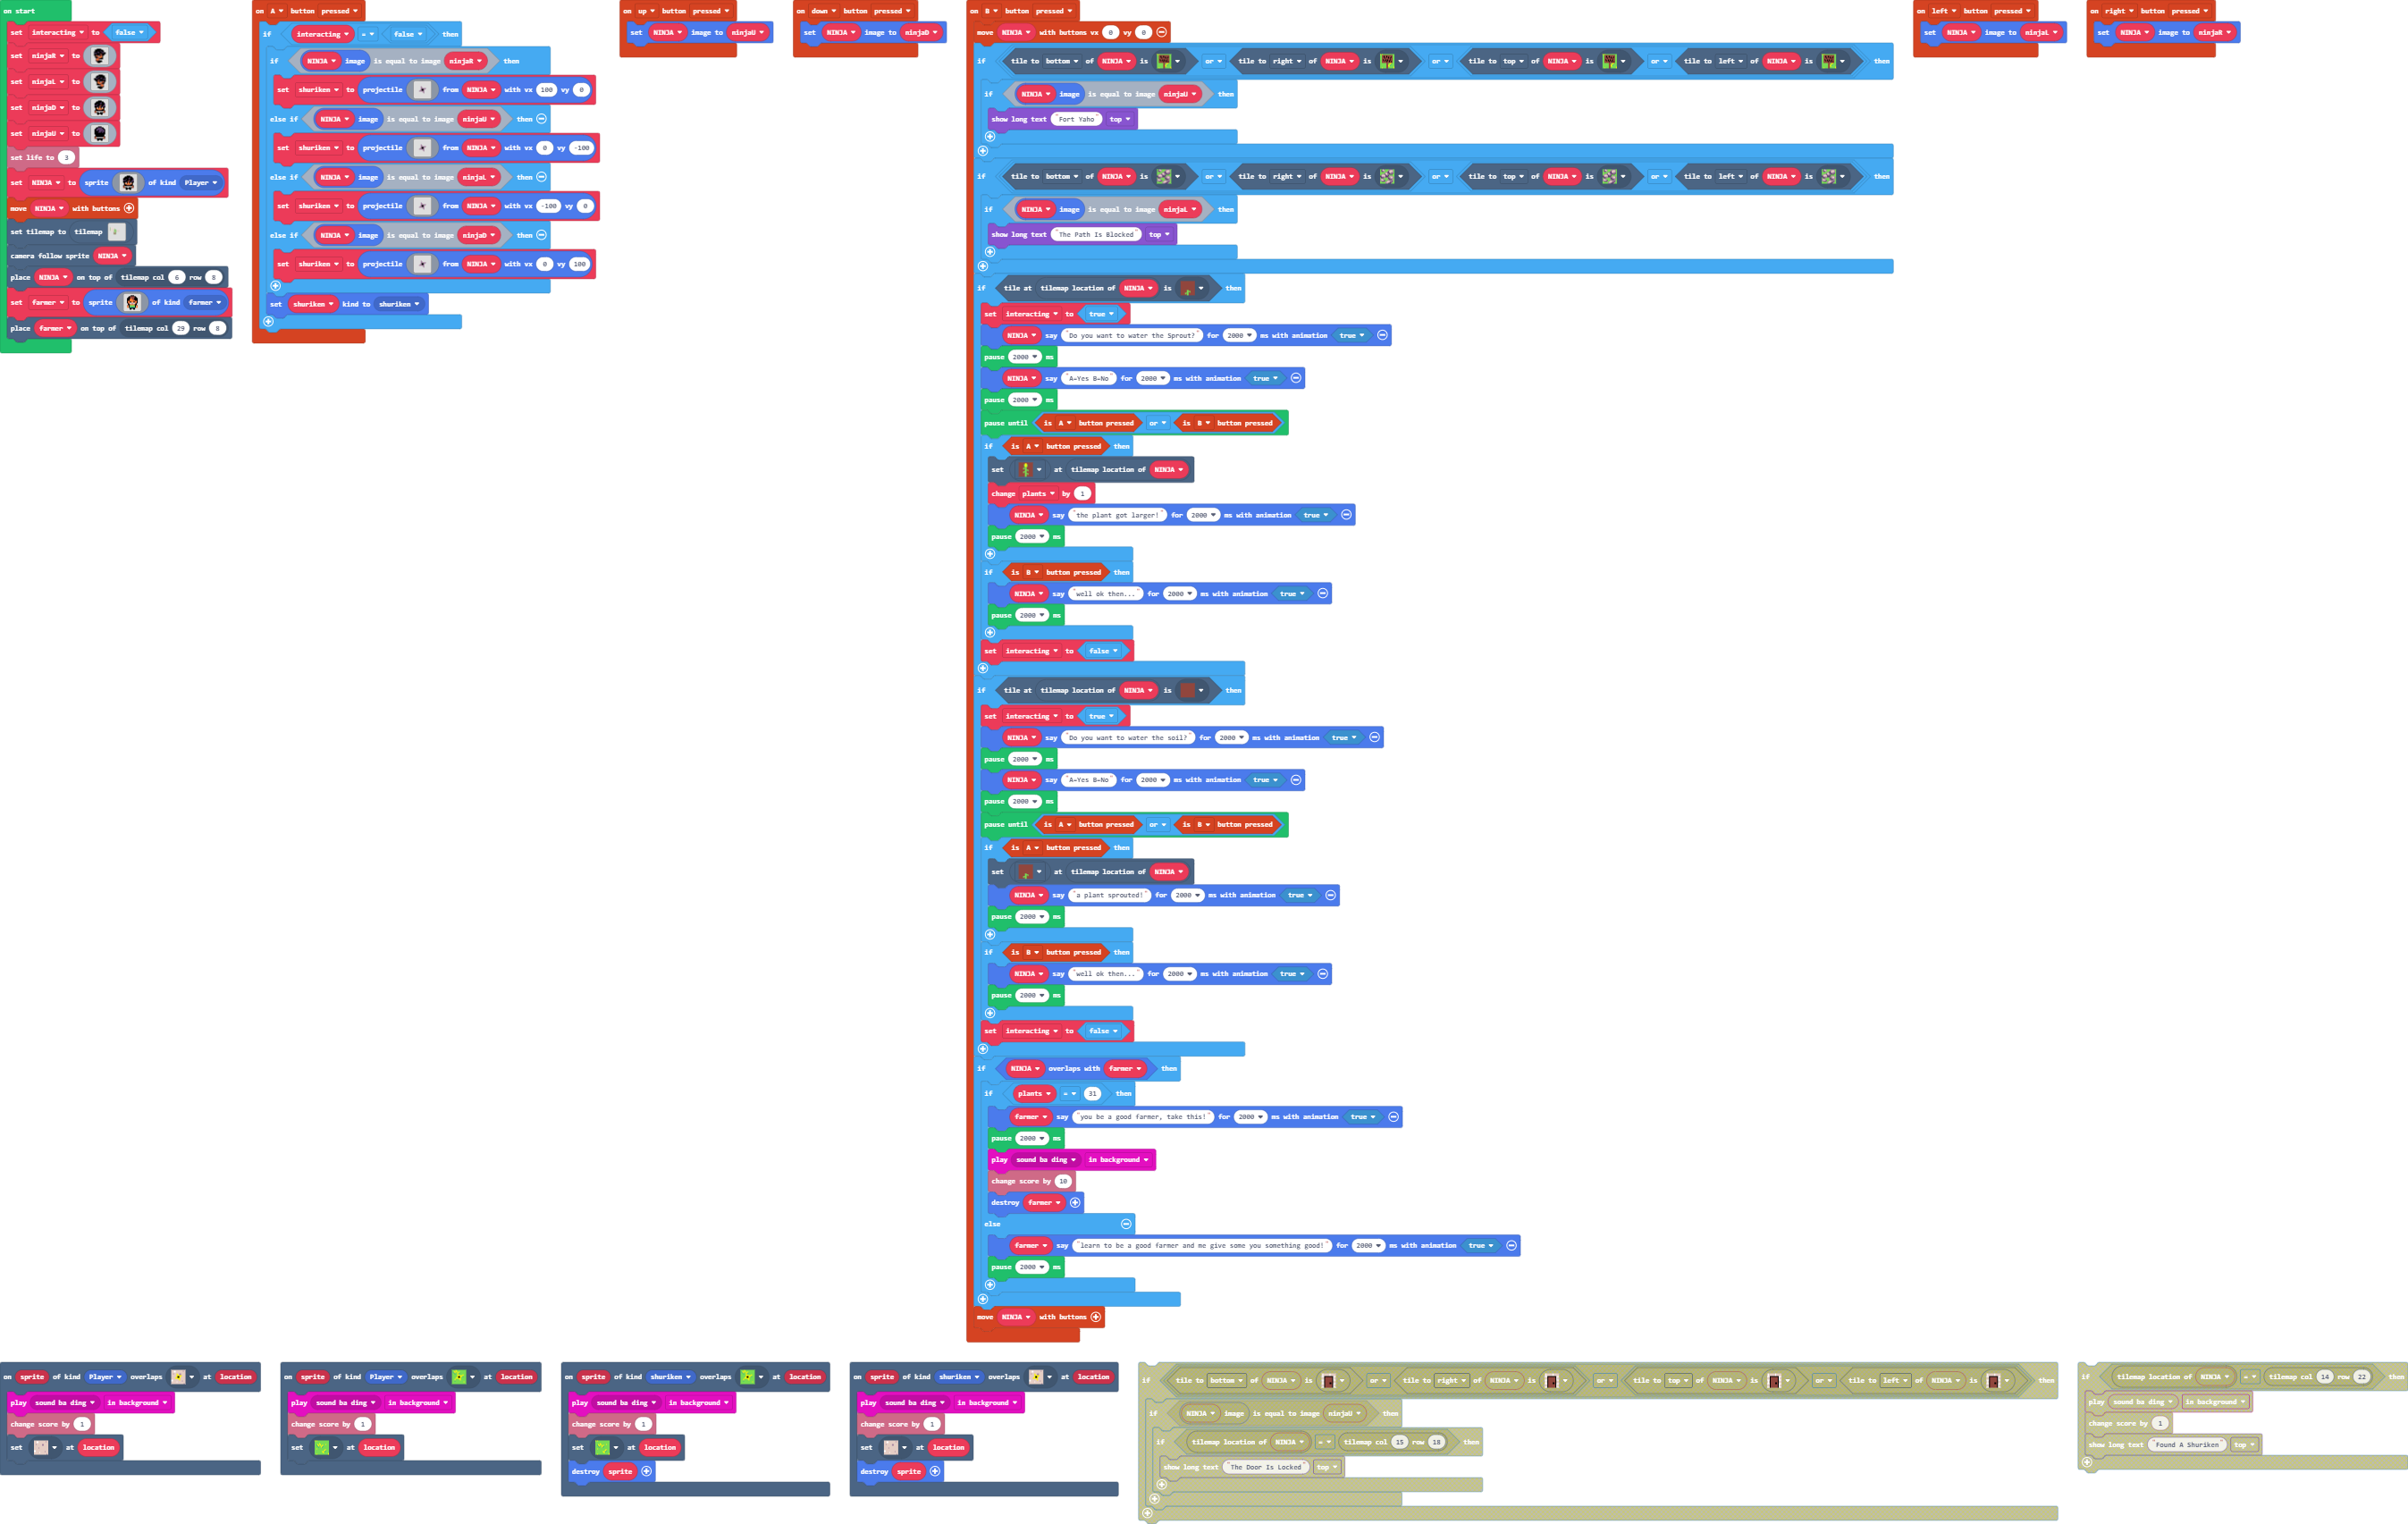 on start
set interacting to false
set ninjaR to
set ninjaL to
set ninjaD to
set ninjaU to
set life to 3
set NINJA to sprite of kind Player
move NINJA with buttons
set tilemap to tilemap
camera follow sprite NINJA
place NINJA on top of tilemap col 6 row 8
set farmer to sprite of kind farmer
place farmer on top of tilemap col 29 row 8
on A button pressed
if interacting = false then
if NINJA image is equal to image ninjaR then
set shuriken to projectile from NINJA with vx 100 vy 0
else if NINJA image is equal to image ninjaU then
set shuriken to projectile from NINJA with vx 0 vy -100
else if NINJA image is equal to image ninjaL then
set shuriken to projectile from NINJA with vx -100 vy 0
else if NINJA image is equal to image ninjaD then
set shuriken to projectile from NINJA with vx 0 vy 100
set shuriken kind to shuriken
on up button pressed
set NINJA image to ninjaU
on down button pressed
set NINJA image to ninjaD
on B button pressed
move NINJA with buttons vx 0 vy 0
if tile to bottom of NINJA is or tile to right of NINJA is or tile to top of NINJA is or tile to left of NINJA is then
if NINJA image is equal to image ninjaU then
show long text "Fort Yaho" top
if tile to bottom of NINJA is or tile to right of NINJA is or tile to top of NINJA is or tile to left of NINJA is then
if NINJA image is equal to image ninjaL then
show long text "The Path Is Blocked" top
if tile at tilemap location of NINJA is then
set interacting to true
NINJA say "Do you want to water the Sprout?" for 2000 ms with animation true
pause 2000 ms
NINJA say "A=Yes B=No" for 2000 ms with animation true
pause 2000 ms
pause until is A button pressed or is B button pressed
if is A button pressed then
set at tilemap location of NINJA
change plants by 1
NINJA say "the plant got larger!" for 2000 ms with animation true
pause 2000 ms
if is B button pressed then
NINJA say "well ok then..." for 2000 ms with animation true
pause 2000 ms
set interacting to false
if tile at tilemap location of NINJA is then
set interacting to true
NINJA say "Do you want to water the soil?" for 2000 ms with animation true
pause 2000 ms
NINJA say "A=Yes B=No" for 2000 ms with animation true
pause 2000 ms
pause until is A button pressed or is B button pressed
if is A button pressed then
set at tilemap location of NINJA
NINJA say "a plant sprouted!" for 2000 ms with animation true
pause 2000 ms
if is B button pressed then
NINJA say "well ok then..." for 2000 ms with animation true
pause 2000 ms
set interacting to false
if NINJA overlaps with farmer then
if plants = 31 then
farmer say "you be a good farmer, take this!" for 2000 ms with animation true
pause 2000 ms
play sound ba ding in background
change score by 10
destroy farmer
else
farmer say "learn to be a good farmer and me give some you something good!" for 2000 ms with animation true
pause 2000 ms
move NINJA with buttons
on left button pressed
set NINJA image to ninjaL
on right button pressed
set NINJA image to ninjaR
on sprite of kind Player overlaps at location
play sound ba ding in background
change score by 1
set at location
on sprite of kind Player overlaps at location
play sound ba ding in background
change score by 1
set at location
on sprite of kind shuriken overlaps at location
play sound ba ding in background
change score by 1
set at location
destroy sprite
on sprite of kind shuriken overlaps at location
play sound ba ding in background
change score by 1
set at location
destroy sprite
if tile to bottom of NINJA is or tile to right of NINJA is or tile to top of NINJA is or tile to left of NINJA is then
if NINJA image is equal to image ninjaU then
if tilemap location of NINJA = tilemap col 15 row 18 then
show long text "The Door Is Locked" top
if tilemap location of NINJA = tilemap col 14 row 22 then
play sound ba ding in background
change score by 1
show long text "Found A Shuriken" top